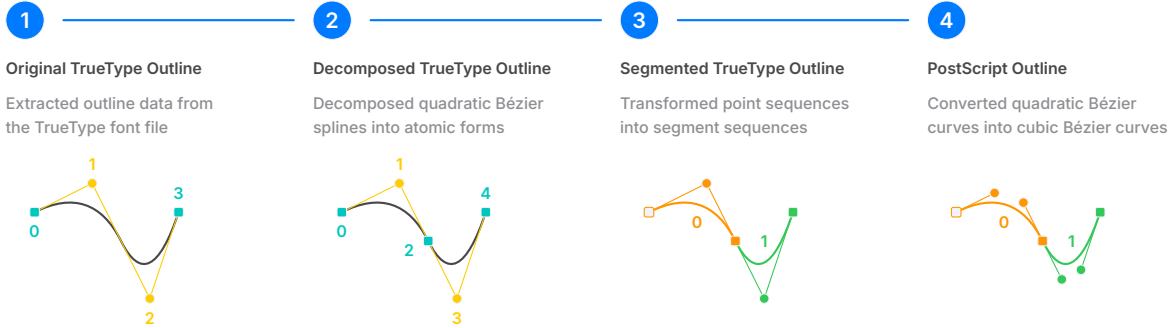 1
2
3
4
Original TrueType Outline
Decomposed TrueType Outline
Segmented TrueType Outline
PostScript Outline
Extracted outline data from
the TrueType font file
Decomposed quadratic Bézier
splines into atomic forms
Transformed point sequences
into segment sequences
Converted quadratic Bézier
curves into cubic Bézier curves
1
3
0
2
1
4
0
2
3
0
1
0
1